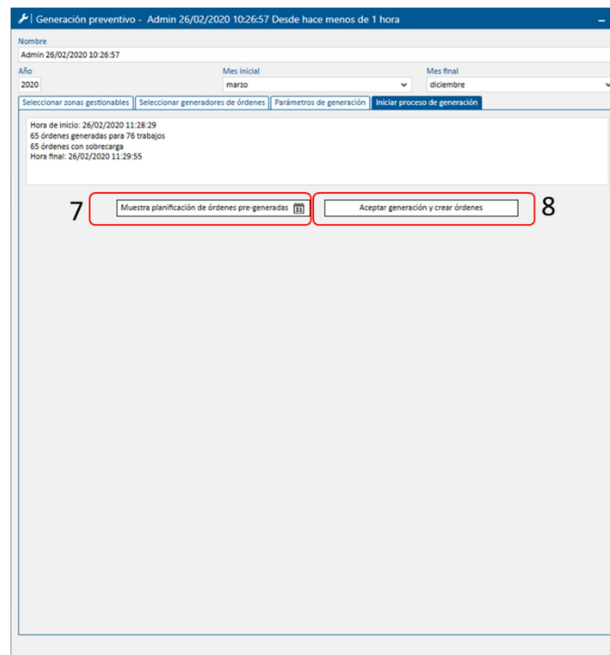 Generación preventivo - Admin 26/02/2020 10:26:57 Desde hace menos de 1 hora
Nombre
Admin 26/02/2020 10:26:57
Año Mes inicial Mes final
2020 marzo diciembre
Seleccionar zonas gestionables Seleccionar generadores de órdenes Parámetros de generación Iniciar proceso de generación
Hora de inicio: 26/02/2020 11:28:29
65 órdenes generadas para 76 trabajos
65 órdenes con sobrecarga
Hora final: 26/02/2020 11:29:55
7 Muestra planificación de órdenes pre-generadas 31 Aceptar generación y crear órdenes 8